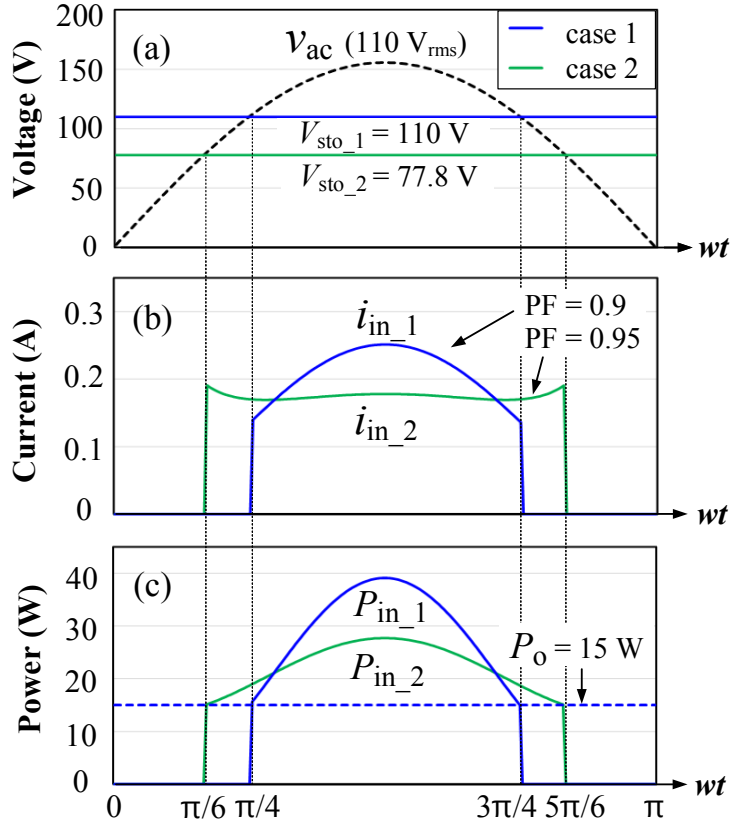 200
150
100
50
0
Voltage (V)
(a)
vac (110 Vrms)
case 1
case 2
Vsto_1 = 110 V
Vsto_2 = 77.8 V
wt
0.3
0.2
0.1
0
Current (A)
(b)
iin_1
PF = 0.9
PF = 0.95
iin_2
wt
40
30
20
10
0
Power (W)
(c)
Pin_1
Pin_2
Po = 15 W
0 π/6 π/4 3π/4 5π/6 π
wt